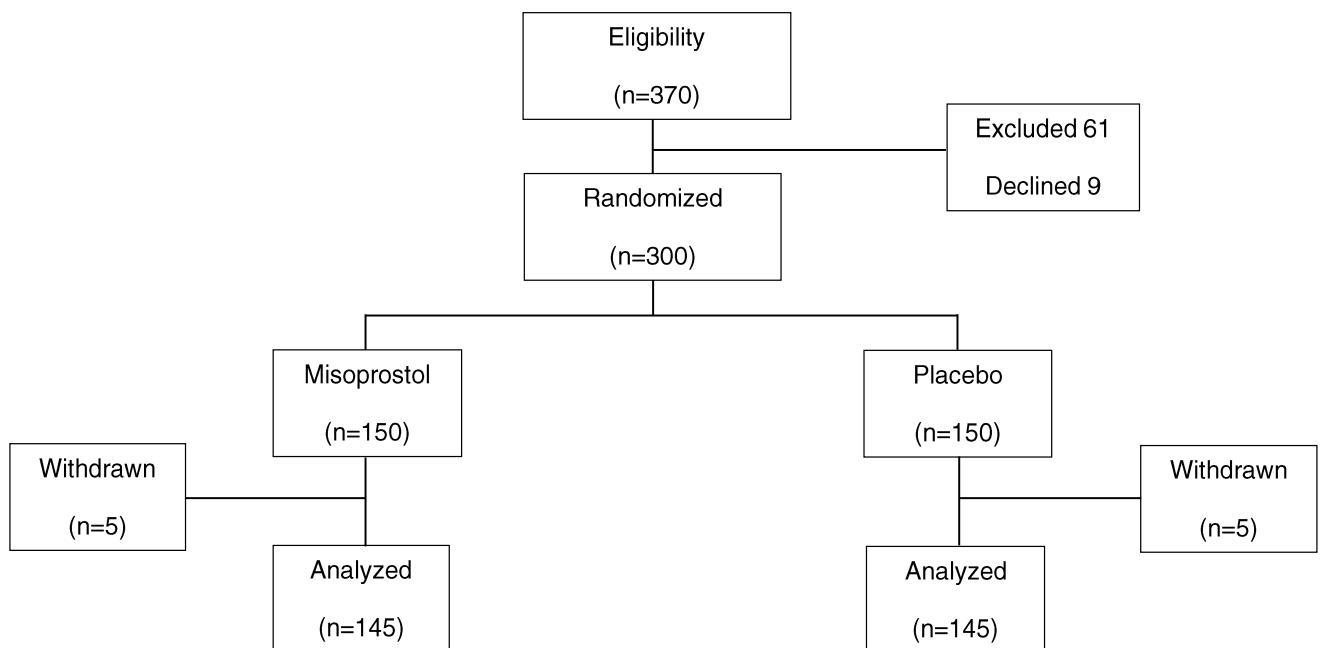 Eligibility
(n=370)
Excluded 61
Declined 9
Randomized
(n=300)
Misoprostol
(n=150)
Placebo
(n=150)
Withdrawn
(n=5)
Withdrawn
(n=5)
Analyzed
(n=145)
Analyzed
(n=145)